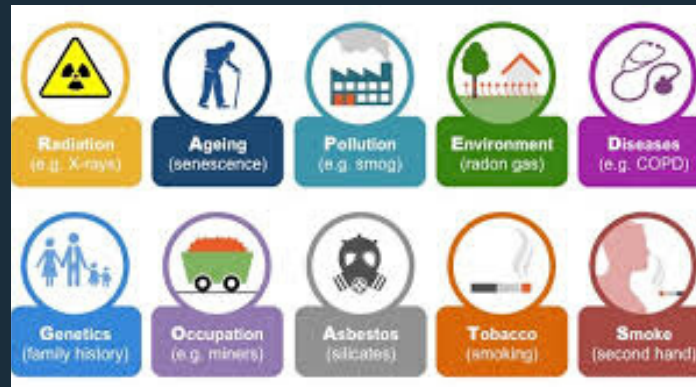 Radiation
(e.g. X-rays)
Ageing
(senescence)
Pollution
(e.g. smog)
Environment
(radon gas)
Diseases
(e.g. COPD)
Genetics
(family history)
Occupation
(e.g. miners)
Asbestos
(silicates)
Tobacco
(smoking)
Smoke
(second hand)